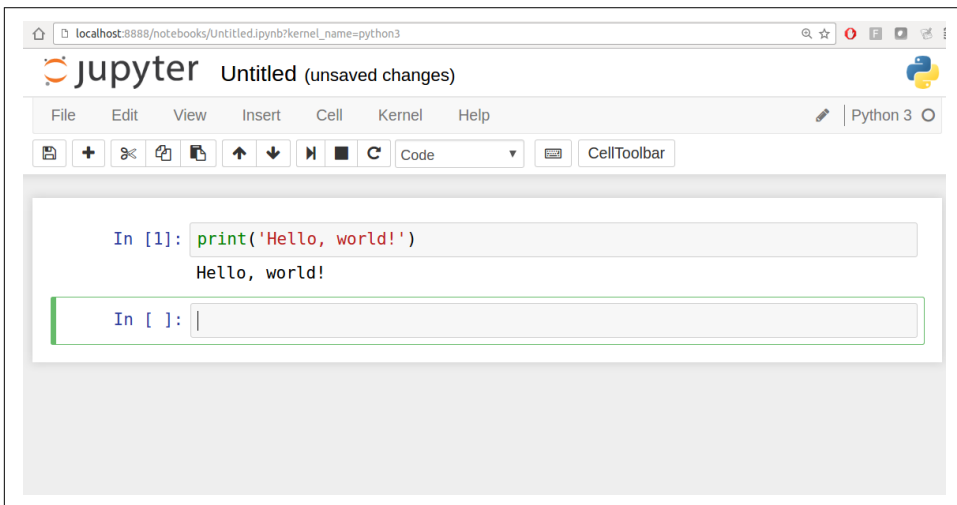 localhost:8888/notebooks/Untitled.ipynb?kernel_name=python3
jupyter Untitled (unsaved changes)
File Edit View Insert Cell Kernel Help Python 3
Code CellToolbar
In [1]: print('Hello, world!')
Hello, world!
In [ ]: